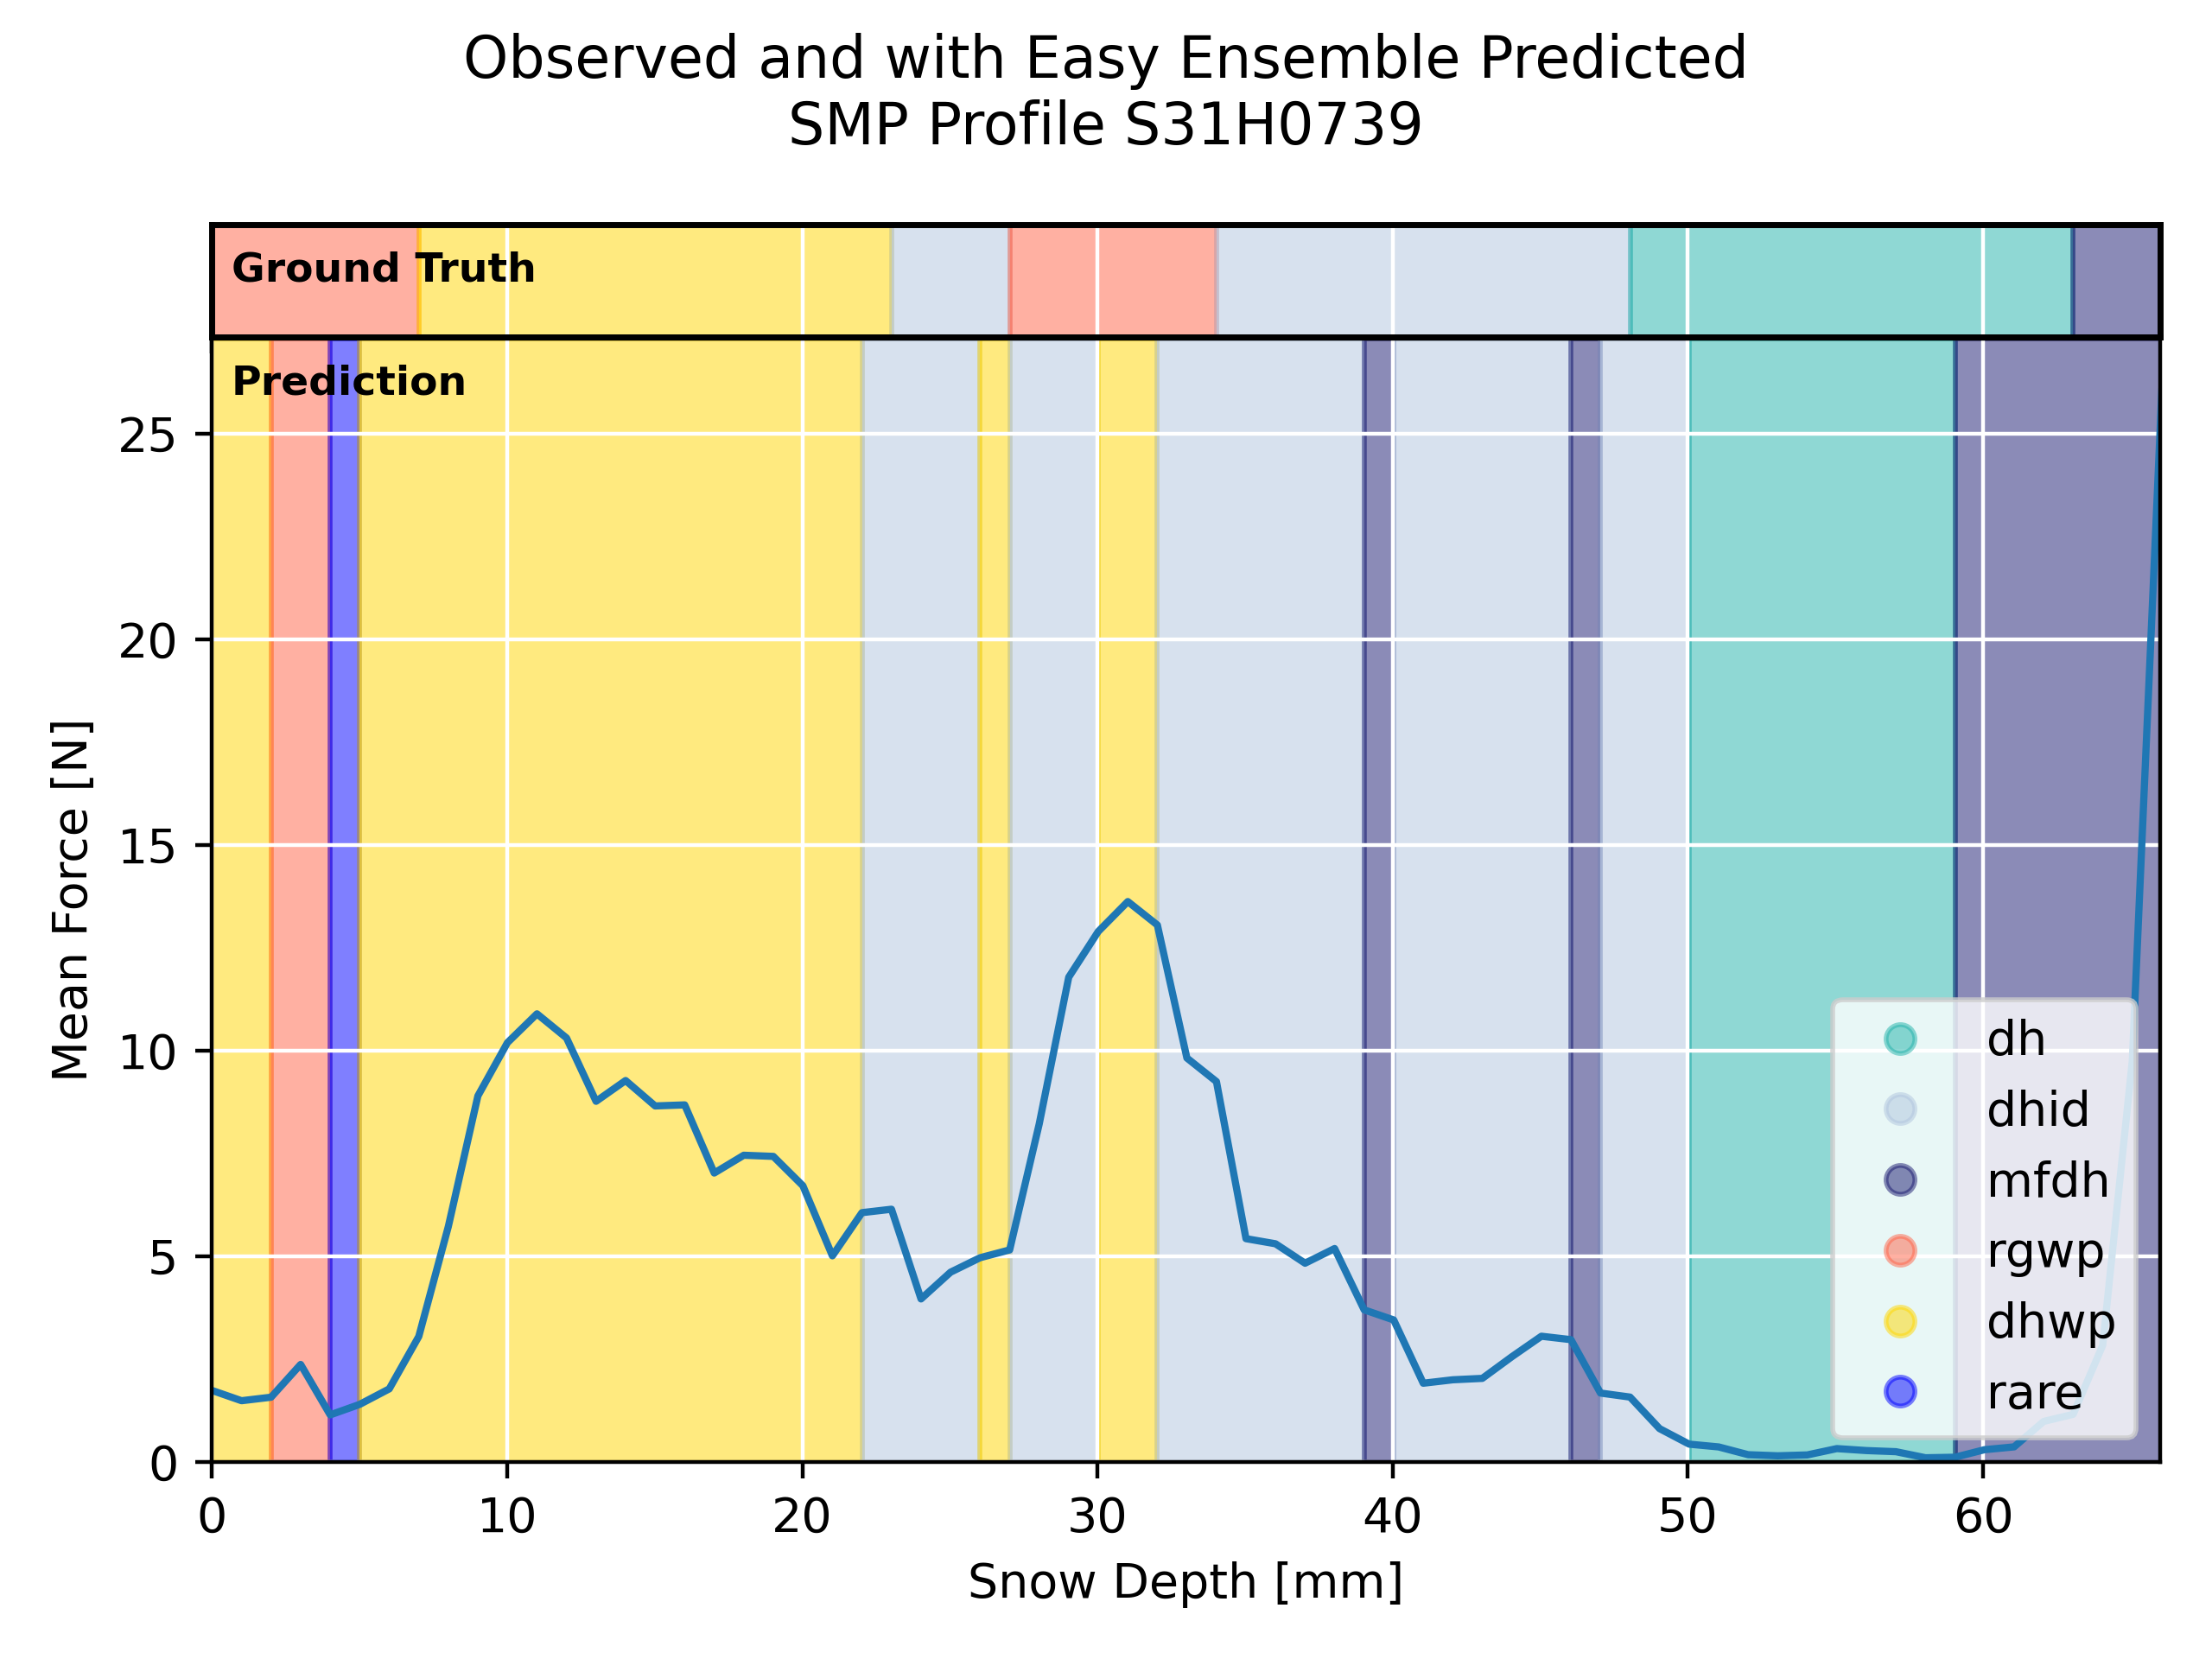 Observed and with Easy Ensemble Predicted
SMP Profile S31H0739
Ground Truth
Prediction
25
20
15
10
5
0
Mean Force [N]
0 10 20 30 40 50 60
Snow Depth [mm]
dh
dhid
mfdh
rgwp
dhwp
rare